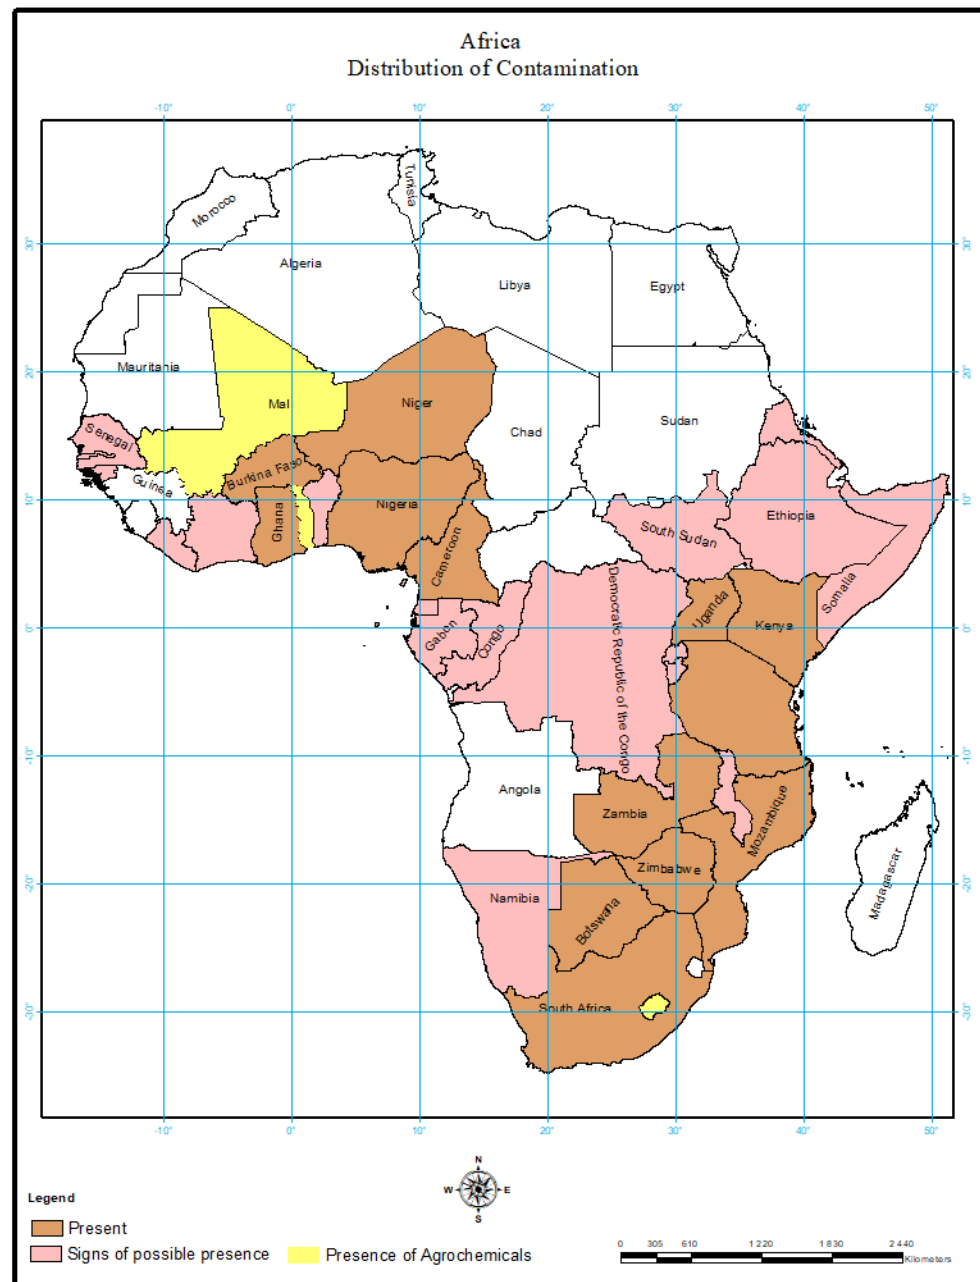 Africa
Distribution of Contamination
-10° 0° 10° 20° 30° 40° 50°
Tunisia
Morocco
30° 30°
Algeria
Libya
Egypt
20° 20°
Mauritania
Mal
Niger
Chad
Sudan
Senegal
Guinea
Burkina Faso
10° 10°
Nigeria
Ghana
Cameroon
Ethiopia
South Sudan
Somalia
Uganda
Kenya
0° 0°
Gabon
Congo
Democratic Republic of the Congo
-10° -10°
Angola
Zambia
Mozambique
Zimbabwe
Madagascar
-20° -20°
Namibia
Botswana
South Africa
-30° -30°
-10° 0° 10° 20° 30° 40° 50°
N
W E
S
Legend
Present
Signs of possible presence
Presence of Agrochemicals
0 305 610 1 220 1 830 2 440
Kilometers